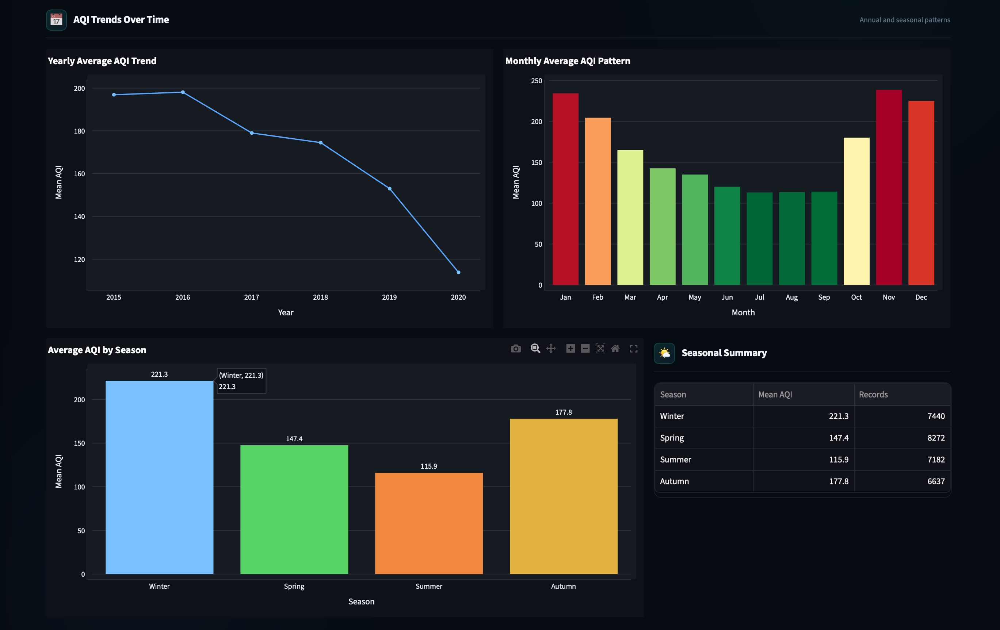 17
AQI Trends Over Time
Annual and seasonal patterns
Yearly Average AQI Trend
Mean AQI
200
180
160
140
120
2015 2016 2017 2018 2019 2020
Year
Monthly Average AQI Pattern
Mean AQI
250
200
150
100
50
0
Jan Feb Mar Apr May Jun Jul Aug Sep Oct Nov Dec
Month
Average AQI by Season
Mean AQI
200
150
100
50
0
221.3
(Winter, 221.3)
221.3
147.4
115.9
177.8
Winter Spring Summer Autumn
Season
Seasonal Summary
Season Mean AQI Records
Winter 221.3 7440
Spring 147.4 8272
Summer 115.9 7182
Autumn 177.8 6637